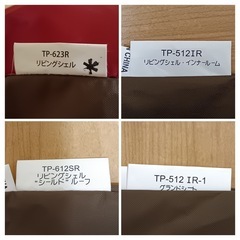 TP-623R
リビングシェル
CHINA
TP-512IR
リビングシェル・インナールーム
TP-612SR
リビングシェル
"シールド"ルーフ
TP-512 IR-1
グランドシート